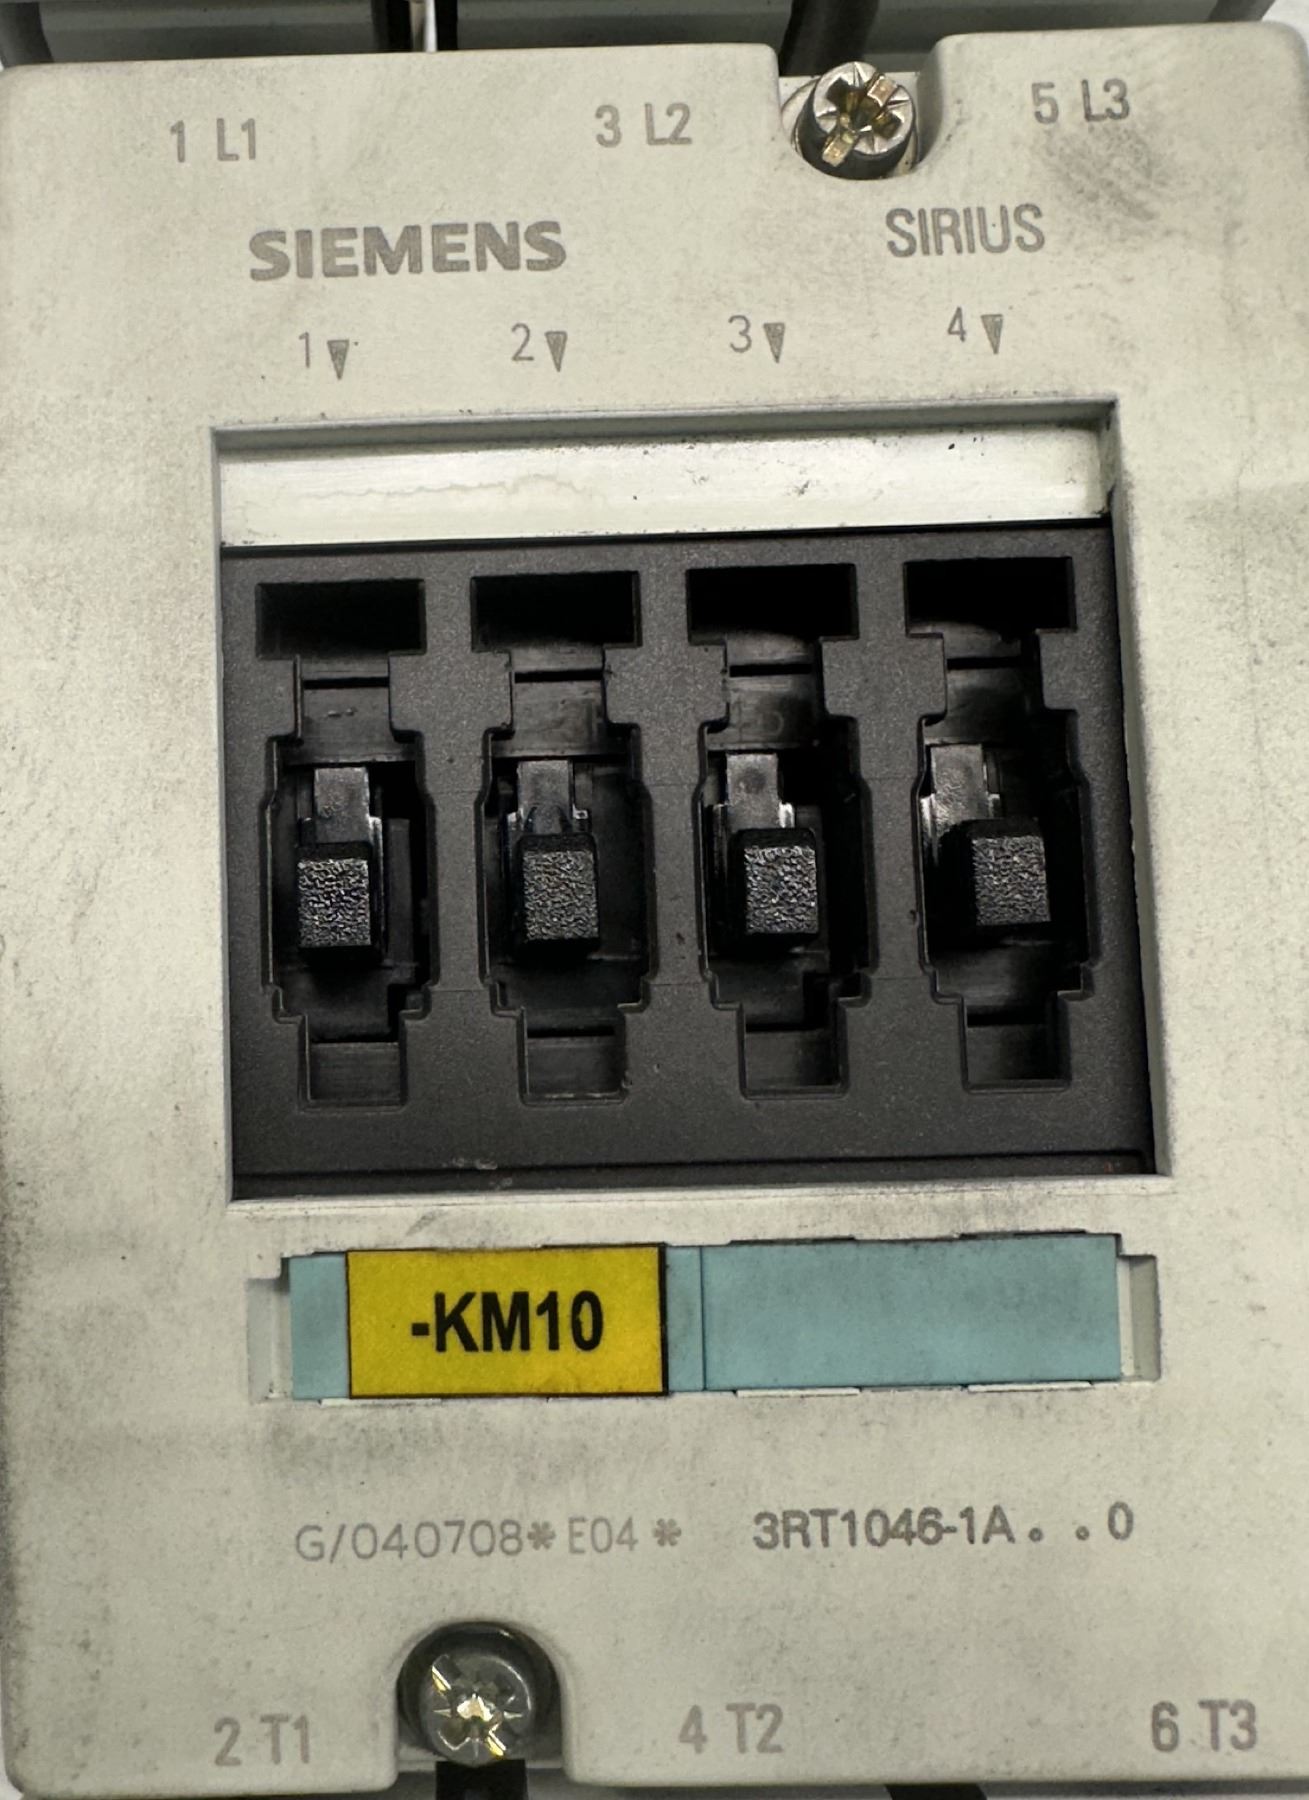 1 L1 3 L2 5 L3
SIEMENS SIRIUS
1 2 3 4
-KM10
G/040708* E04 * 3RT1046-1A . . 0
2 T1 4 T2 6 T3